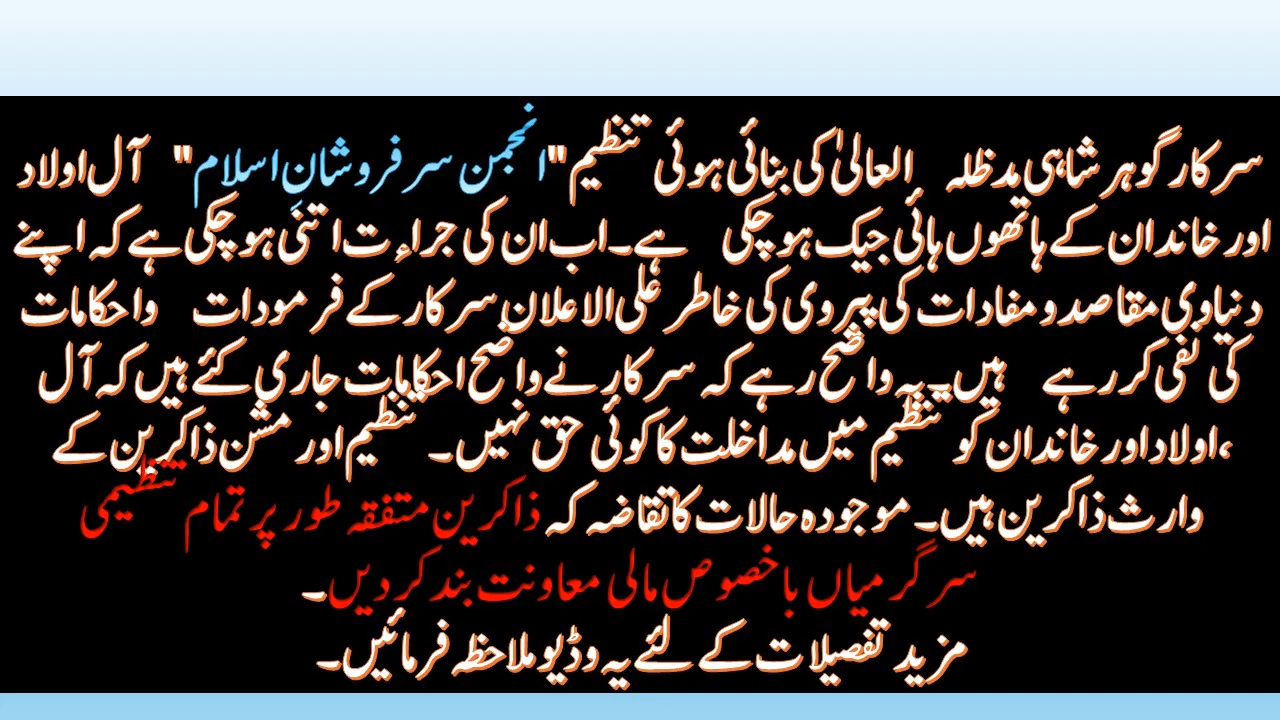 سرکار گوہر شاہی مدظلہ العالیٰ کی بنائی ہوئی تنظیم "انجمن سرفروشانِ اسلام" آل اولاد
اور خاندان کے ہاتھوں ہائی جیک ہو چکی ہے۔ اب ان کی جراءت اتنی ہو چکی ہے کہ اپنے
دنیاوی مقاصد و مفادات کی پیروی کی خاطر علی الاعلان سرکار کے فرمودات واحکامات
کی نفی کر رہے ہیں۔ یہ واضح رہے کہ سرکار نے واضح احکامات جاری کئے ہیں کہ آل
اولاد اور خاندان کو تنظیم میں مداخلت کا کوئی حق نہیں۔ تنظیم اور مشن ذاکرین کے،
وارث ذاکرین ہیں۔ موجودہ حالات کا تقاضہ کہ ذاکرین متفقہ طور پر تمام تنظیمی
سرگرمیاں باخصوص مالی معاونت بند کر دیں۔
مزید تفصیلات کے لئے یہ وڈیو ملاحظہ فرمائیں۔